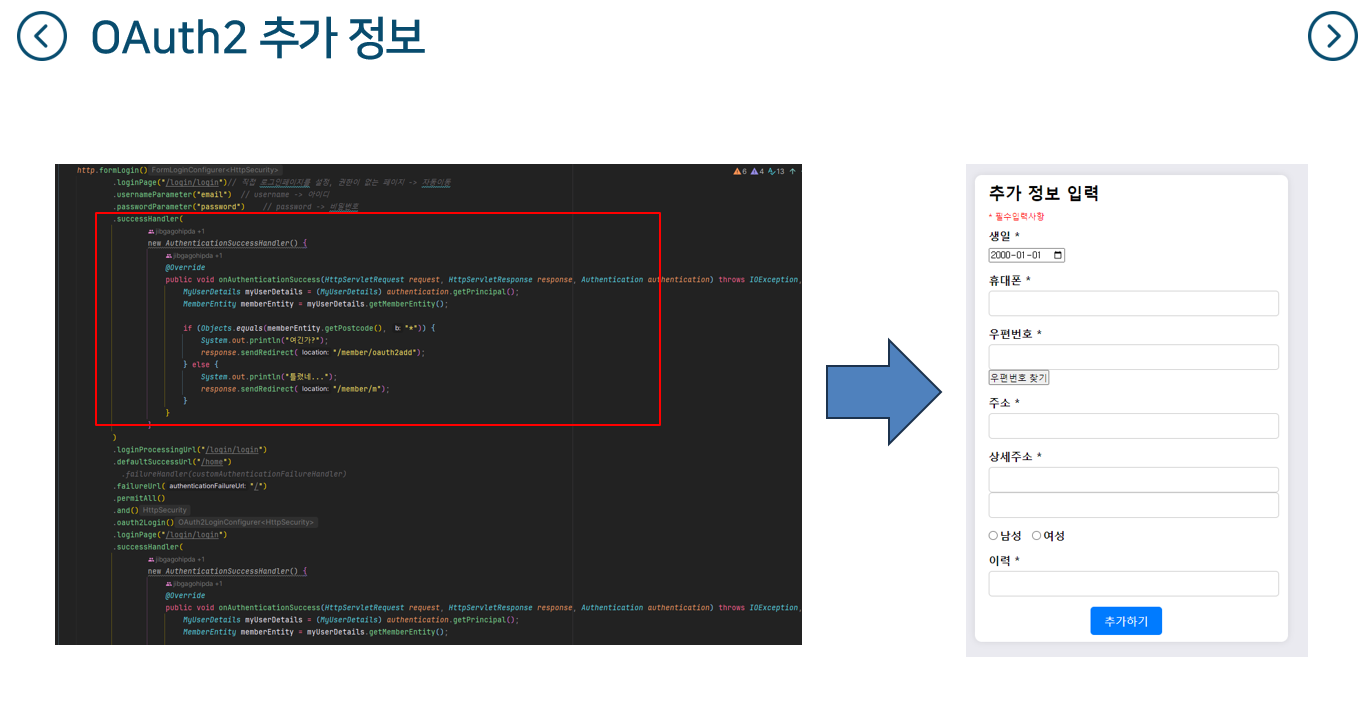 OAuth2 추가 정보
http.formLogin() FormLoginConfigurer<HttpSecurity>
.loginPage("/login/login")// 직접 로그인페이지를 설정, 권한이 없는 페이지 -> 자동이동
.usernameParameter("email") // username -> 아이디
.passwordParameter("password") // password -> 비밀번호
.successHandler(
jibgagohipda +1
new AuthenticationSuccessHandler() {
jibgagohipda +1
@Override
public void onAuthenticationSuccess(HttpServletRequest request, HttpServletResponse response, Authentication authentication) throws IOException,
MyUserDetails myUserDetails = (MyUserDetails) authentication.getPrincipal();
MemberEntity memberEntity = myUserDetails.getMemberEntity();
if (Objects.equals(memberEntity.getPostcode(), b: "*")) {
System.out.println("여긴가?");
response.sendRedirect( location: "/member/oauth2add");
} else {
System.out.println("틀렸네...");
response.sendRedirect( location: "/member/m");
}
}
}
)
.loginProcessingUrl("/login/login")
.defaultSuccessUrl("/home")
.failureHandler(customAuthenticationFailureHandler)
.failureUrl( authenticationFailureUrl: "/")
.permitAll()
.and() HttpSecurity
.oauth2Login() OAuth2LoginConfigurer<HttpSecurity>
.loginPage("/login/login")
.successHandler(
jibgagohipda +1
new AuthenticationSuccessHandler() {
jibgagohipda +1
@Override
public void onAuthenticationSuccess(HttpServletRequest request, HttpServletResponse response, Authentication authentication) throws IOException,
MyUserDetails myUserDetails = (MyUserDetails) authentication.getPrincipal();
MemberEntity memberEntity = myUserDetails.getMemberEntity();
6 4 13
추가 정보 입력
* 필수입력사항
생일 *
2000-01-01
휴대폰 *
우편번호 *
우편번호 찾기
주소 *
상세주소 *
남성 여성
이력 *
추가하기